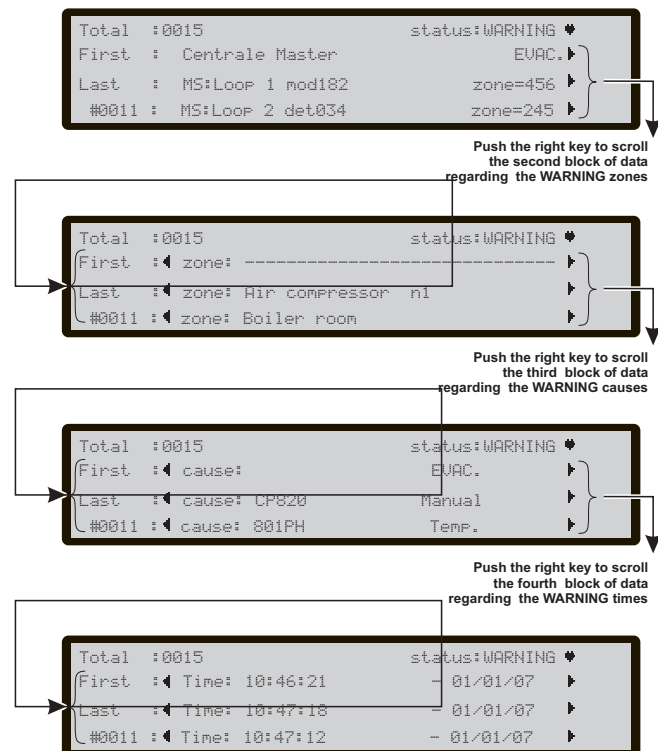 Total :0015 status:WARNING
First : Centrale Master EVAC.
Last : MS:Loop 1 mod182 zone=456
#0011 : MS:Loop 2 det034 zone=245
Push the right key to scroll
the second block of data
regarding the WARNING zones
Total :0015 status:WARNING
First : zone: --------------------------------
Last : zone: Air compressor n1
#0011 : zone: Boiler room
Push the right key to scroll
the third block of data
regarding the WARNING causes
Total :0015 status:WARNING
First : cause: EVAC.
Last : cause: CP820 Manual
#0011 : cause: 801PH Temp.
Push the right key to scroll
the fourth block of data
regarding the WARNING times
Total :0015 status:WARNING
First : Time: 10:46:21 - 01/01/07
Last : Time: 10:47:18 - 01/01/07
#0011 : Time: 10:47:12 - 01/01/07